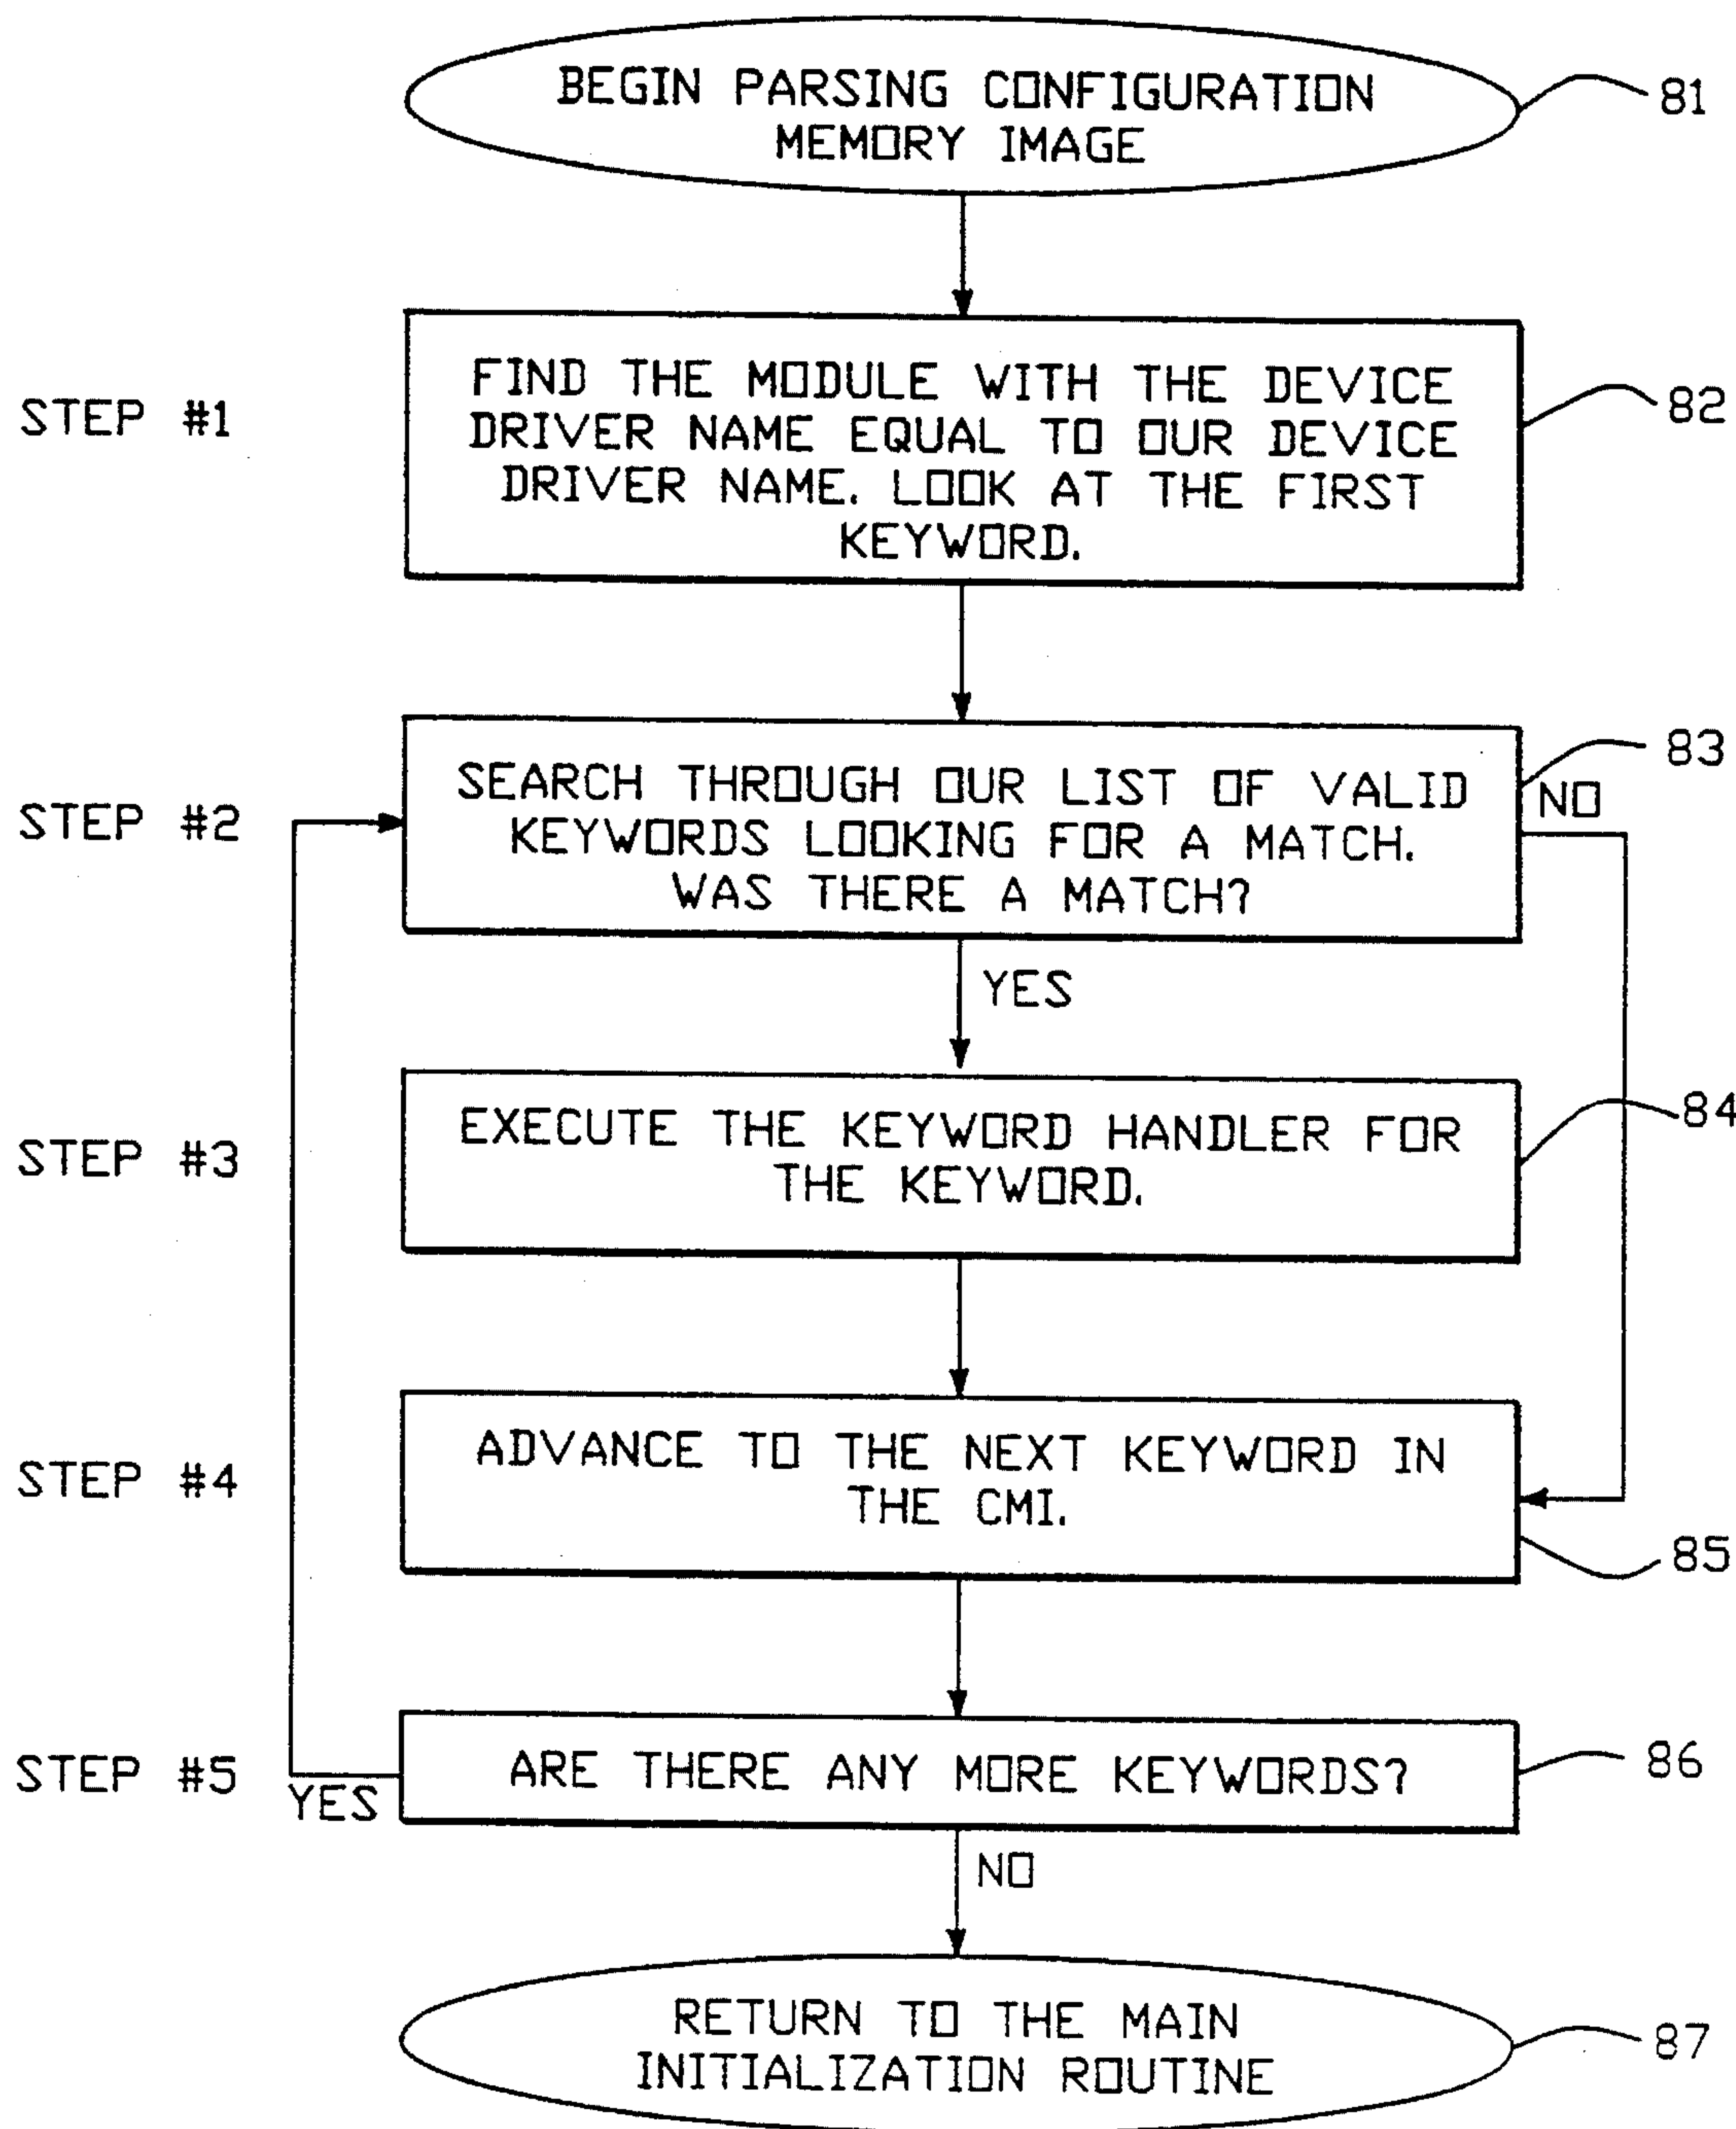 BEGIN PARSING CONFIGURATION
MEMORY IMAGE
81
STEP #1
FIND THE MODULE WITH THE DEVICE
DRIVER NAME EQUAL TO OUR DEVICE
DRIVER NAME. LOOK AT THE FIRST
KEYWORD.
82
STEP #2
SEARCH THROUGH OUR LIST OF VALID
KEYWORDS LOOKING FOR A MATCH.
WAS THERE A MATCH?
83
NO
YES
STEP #3
EXECUTE THE KEYWORD HANDLER FOR
THE KEYWORD.
84
STEP #4
ADVANCE TO THE NEXT KEYWORD IN
THE CMI.
85
STEP #5
YES
ARE THERE ANY MORE KEYWORDS?
86
NO
RETURN TO THE MAIN
INITIALIZATION ROUTINE
87